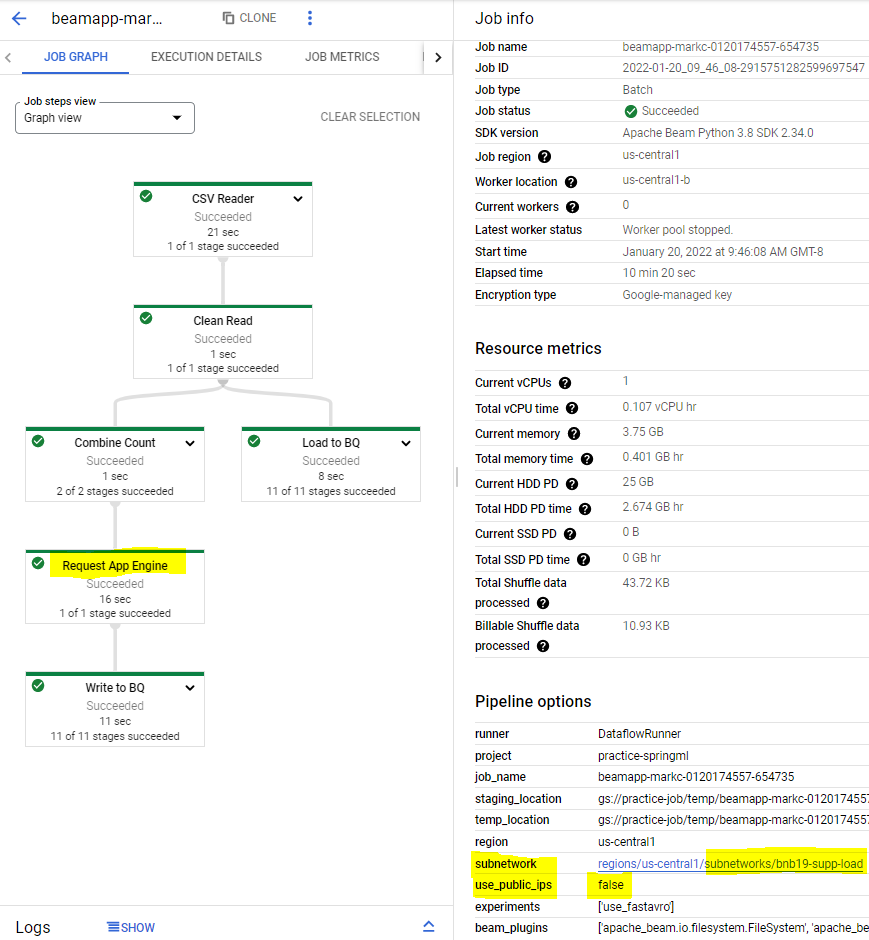 beamapp-mar...
CLONE
JOB GRAPH
EXECUTION DETAILS
JOB METRICS
Job steps view
Graph view
CLEAR SELECTION
CSV Reader
Succeeded
21 sec
1 of 1 stage succeeded
Clean Read
Succeeded
1 sec
1 of 1 stage succeeded
Combine Count
Succeeded
1 sec
2 of 2 stages succeeded
Load to BQ
Succeeded
8 sec
11 of 11 stages succeeded
Request App Engine
Succeeded
16 sec
1 of 1 stage succeeded
Write to BQ
Succeeded
11 sec
11 of 11 stages succeeded
Logs
SHOW
Job info
Job name beamapp-markc-0120174557-654735
Job ID 2022-01-20_09_46_08-2915751282599697547
Job type Batch
Job status Succeeded
SDK version Apache Beam Python 3.8 SDK 2.34.0
Job region us-central1
Worker location us-central1-b
Current workers 0
Latest worker status Worker pool stopped.
Start time January 20, 2022 at 9:46:08 AM GMT-8
Elapsed time 10 min 20 sec
Encryption type Google-managed key
Resource metrics
Current vCPUs 1
Total vCPU time 0.107 vCPU hr
Current memory 3.75 GB
Total memory time 0.401 GB hr
Current HDD PD 25 GB
Total HDD PD time 2.674 GB hr
Current SSD PD 0 B
Total SSD PD time 0 GB hr
Total Shuffle data 43.72 KB
processed
Billable Shuffle data 10.93 KB
processed
Pipeline options
runner DataflowRunner
project practice-springml
job_name beamapp-markc-0120174557-654735
staging_location gs://practice-job/temp/beamapp-markc-0120174557
temp_location gs://practice-job/temp/beamapp-markc-0120174557
region us-central1
subnetwork regions/us-central1/subnetworks/bnb19-supp-load
use_public_ips false
experiments ['use_fastavro']
beam_plugins ['apache_beam.io.filesystem.FileSystem', 'apache_be